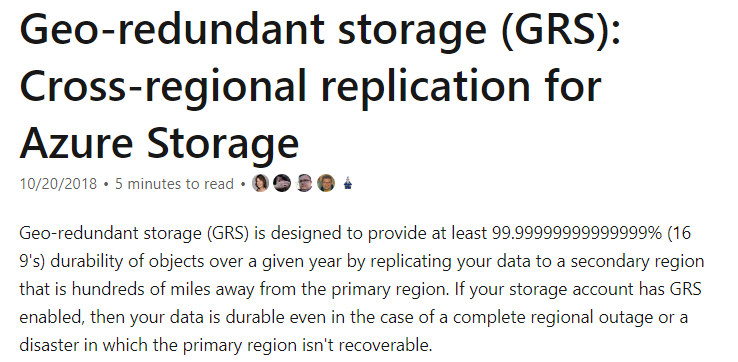 Geo-redundant storage (GRS):
Cross-regional replication for
Azure Storage
10/20/2018 • 5 minutes to read •
Geo-redundant storage (GRS) is designed to provide at least 99.99999999999999% (16
9's) durability of objects over a given year by replicating your data to a secondary region
that is hundreds of miles away from the primary region. If your storage account has GRS
enabled, then your data is durable even in the case of a complete regional outage or a
disaster in which the primary region isn't recoverable.